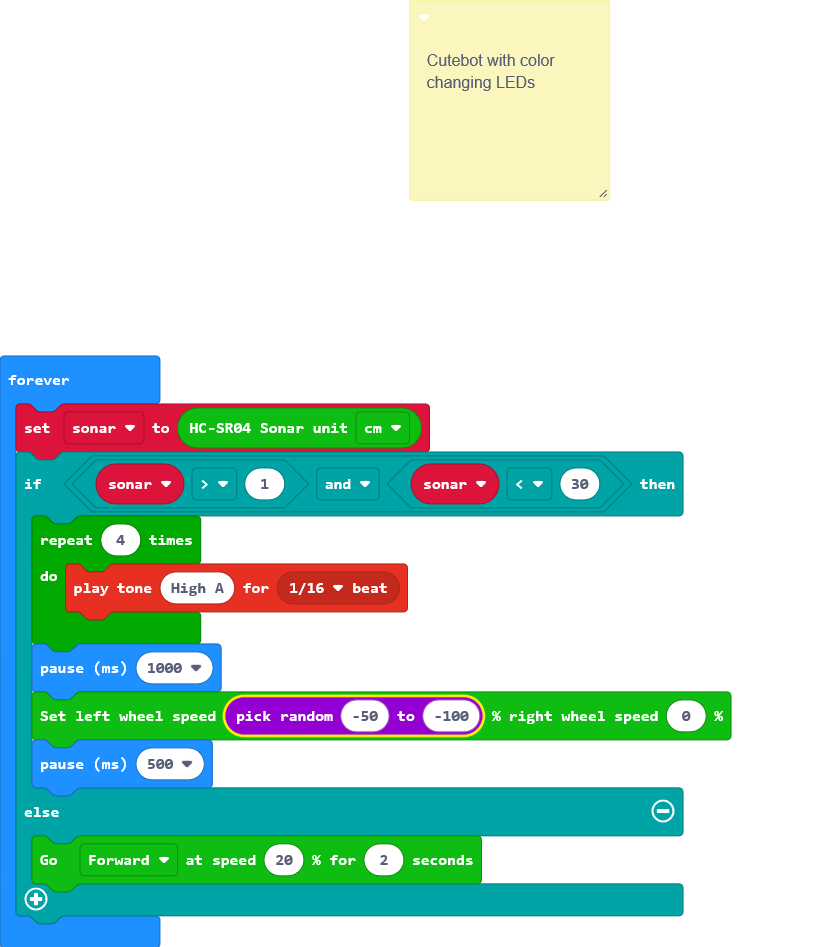 Cutebot with color
changing LEDs
forever
set sonar to HC-SR04 Sonar unit cm
if sonar > 1 and sonar < 30 then
repeat 4 times
do play tone High A for 1/16 beat
pause (ms) 1000
Set left wheel speed pick random -50 to -100 % right wheel speed 0 %
pause (ms) 500
else
Go Forward at speed 20 % for 2 seconds